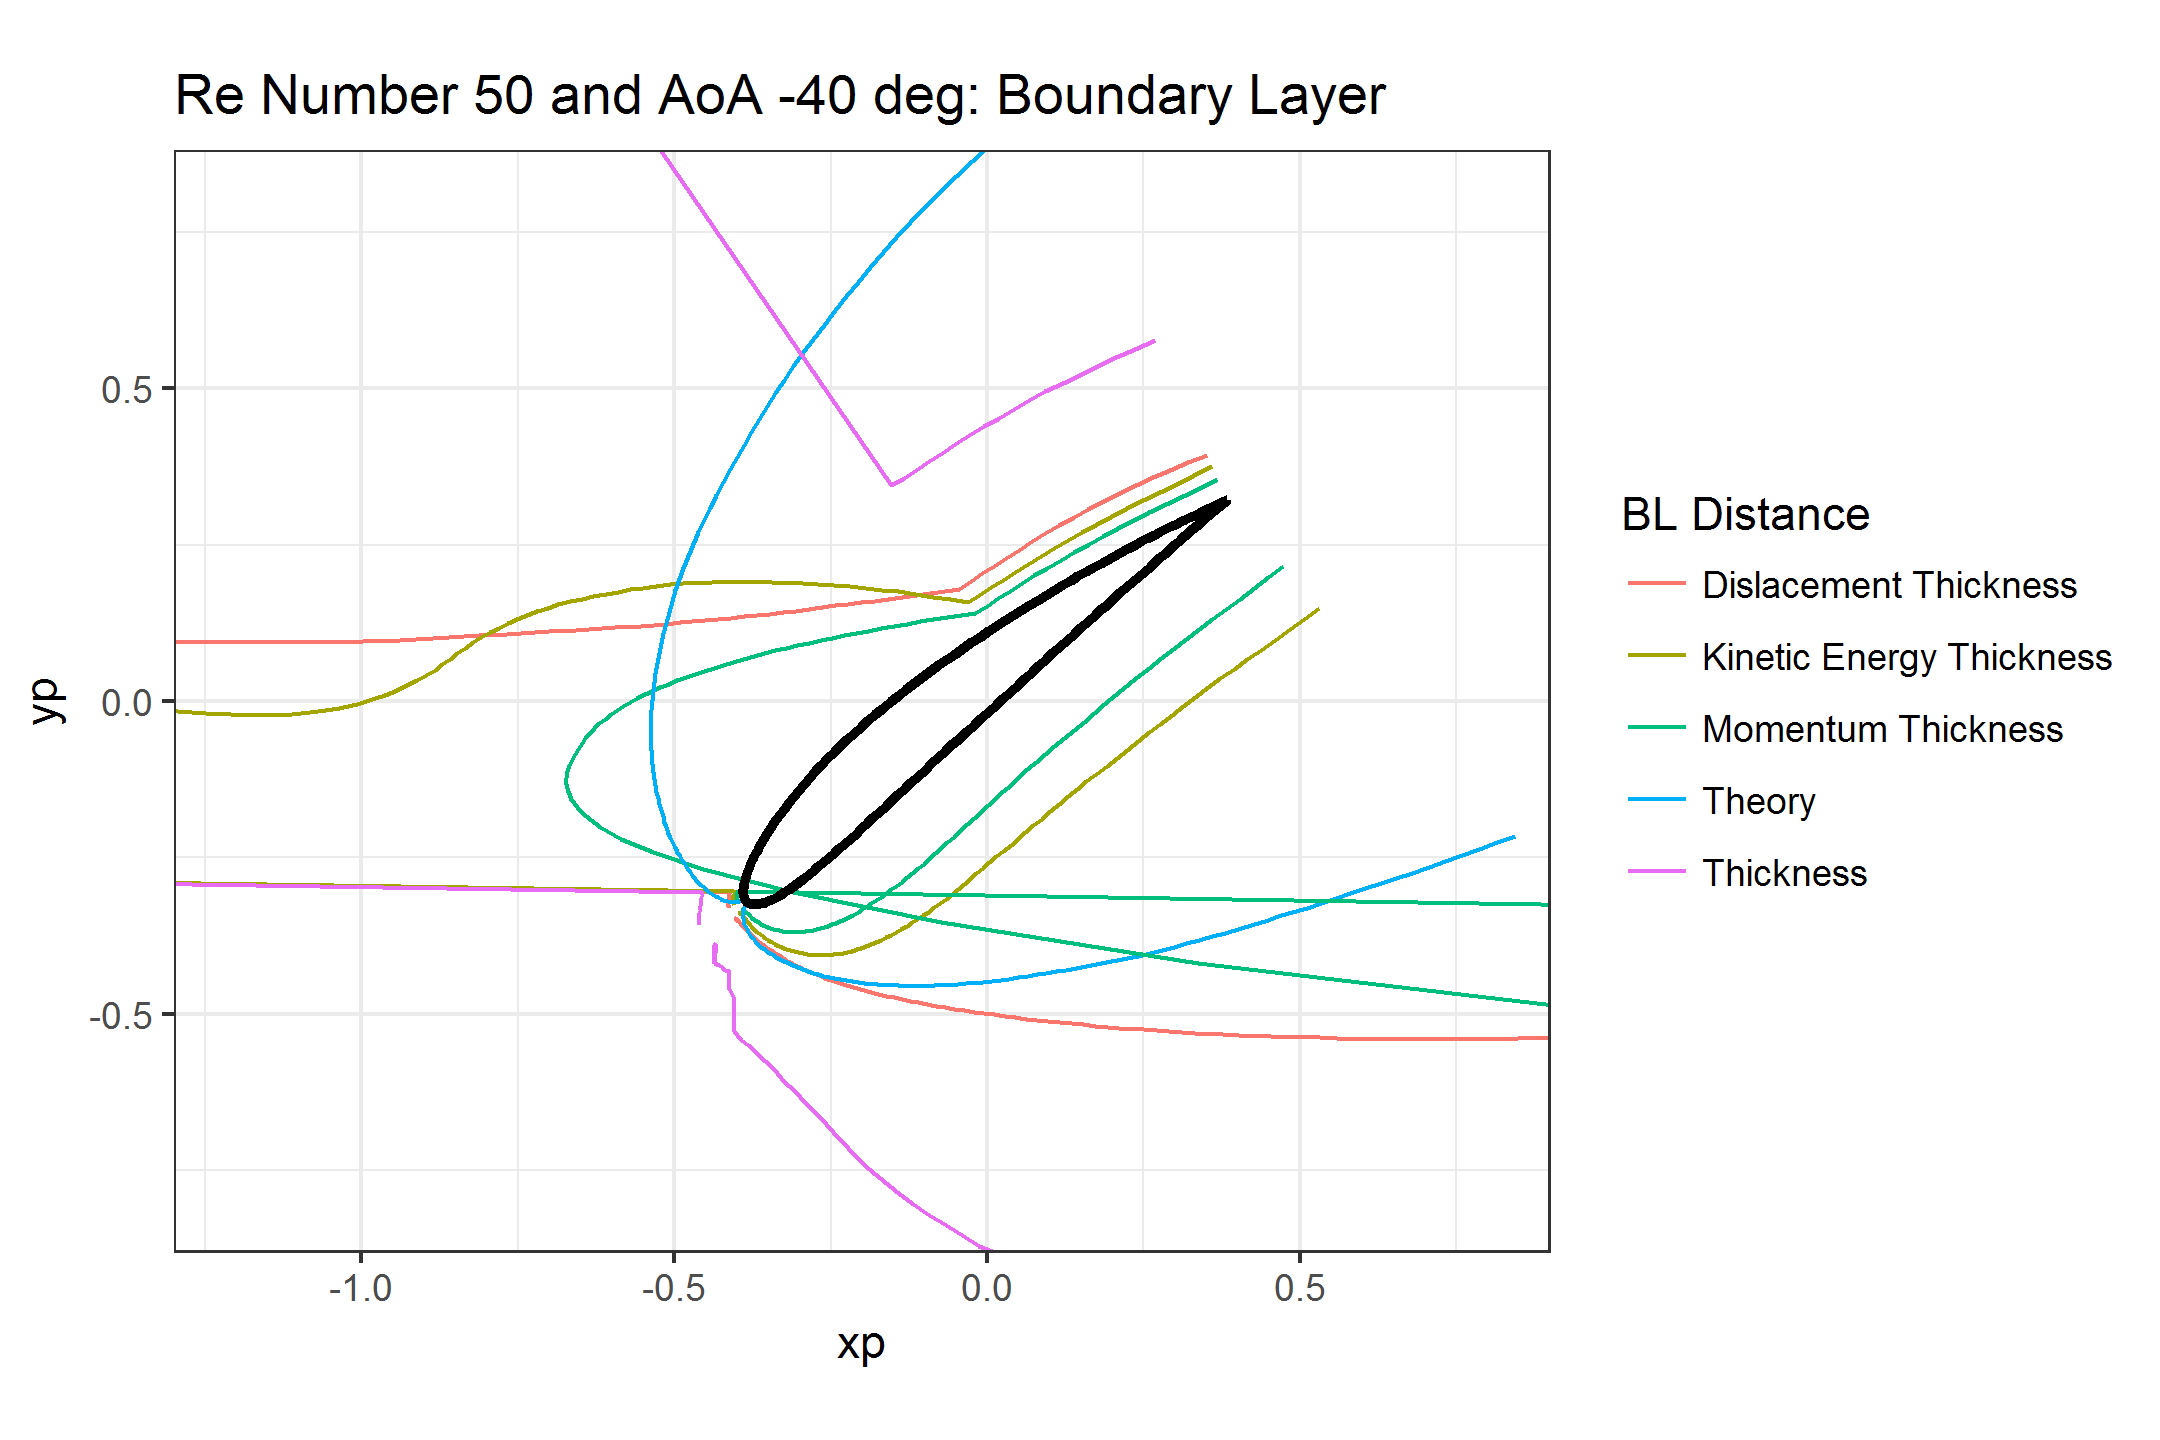 Re Number 50 and AoA -40 deg: Boundary Layer
0.5
0.0
-0.5
yp
-1.0 -0.5 0.0 0.5
xp
BL Distance
Dislacement Thickness
Kinetic Energy Thickness
Momentum Thickness
Theory
Thickness